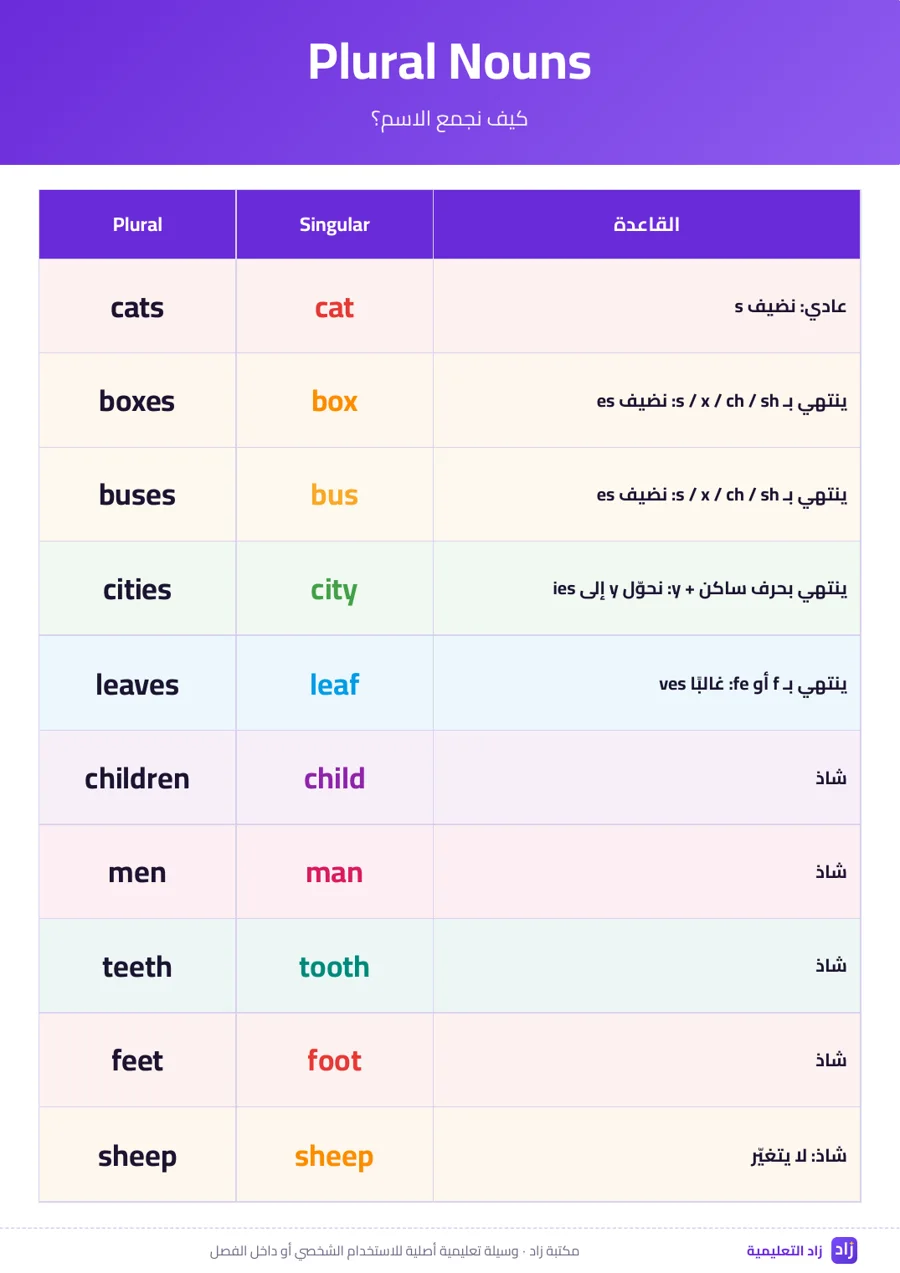 Plural Nouns
كيف نجمع الاسم؟
القاعدة Singular Plural
عادي: نضيف s cat cats
ينتهي بـ s / x / ch / sh: نضيف es box boxes
ينتهي بـ s / x / ch / sh: نضيف es bus buses
ينتهي بحرف ساكن + y: نحوّل y إلى ies city cities
ينتهي بـ f أو fe: غالبًا ves leaf leaves
شاذ child children
شاذ man men
شاذ tooth teeth
شاذ foot feet
شاذ: لا يتغيّر sheep sheep
زاد زاد التعليمية مكتبة زاد · وسيلة تعليمية أصلية للاستخدام الشخصي أو داخل الفصل